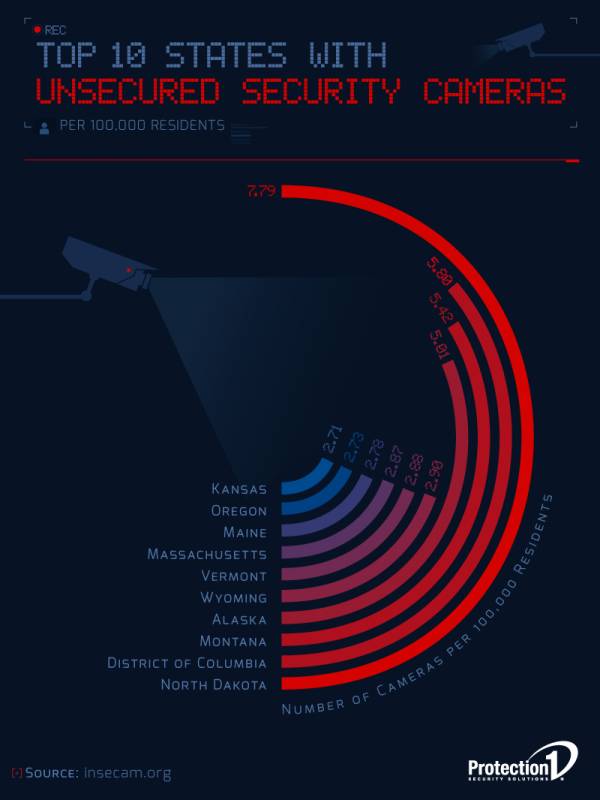 REC
TOP 10 STATES WITH
UNSECURED SECURITY CAMERAS
PER 100,000 RESIDENTS
7.79
5.80
5.42
5.01
2.71
2.73
2.78
2.87
2.88
2.90
KANSAS
OREGON
MAINE
MASSACHUSETTS
VERMONT
WYOMING
ALASKA
MONTANA
DISTRICT OF COLUMBIA
NORTH DAKOTA
NUMBER OF CAMERAS PER 100,000 RESIDENTS
[·] SOURCE: Insecam.org
Protection 1
SECURITY SOLUTIONS